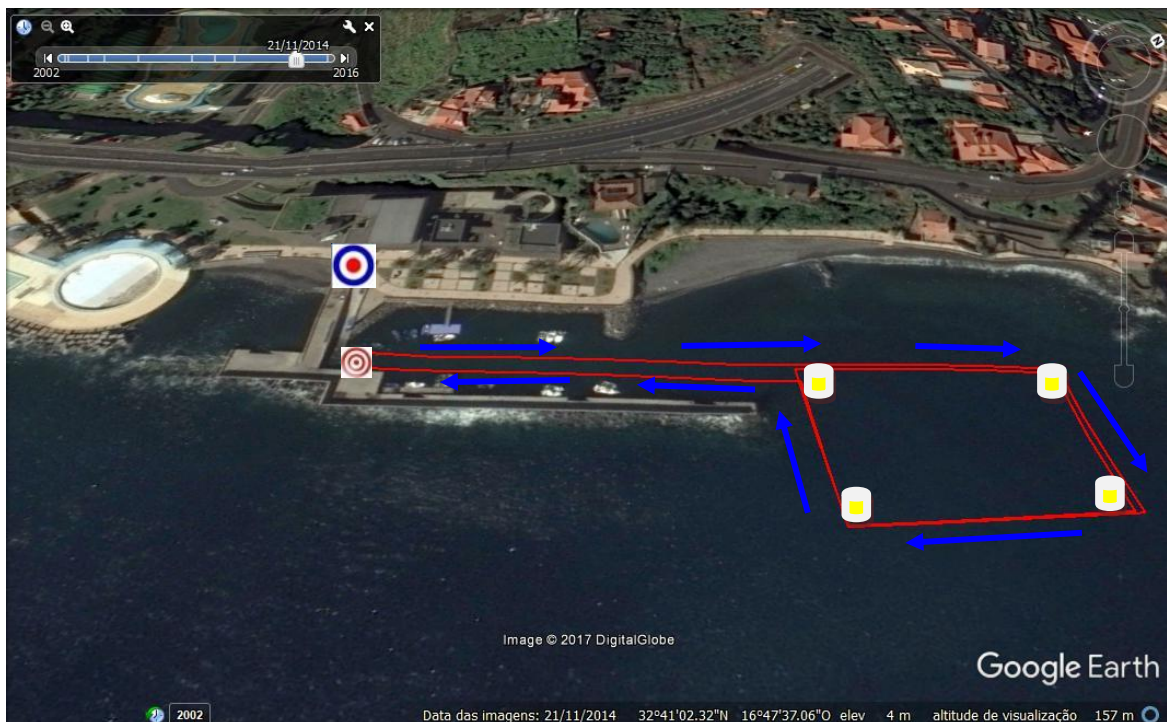 21/11/2014
2002
2016
N
Image © 2017 DigitalGlobe
Google Earth
2002
Data das imagens: 21/11/2014 32°41'02.32"N 16°47'37.06"O elev 4 m altitude de visualização 157 m